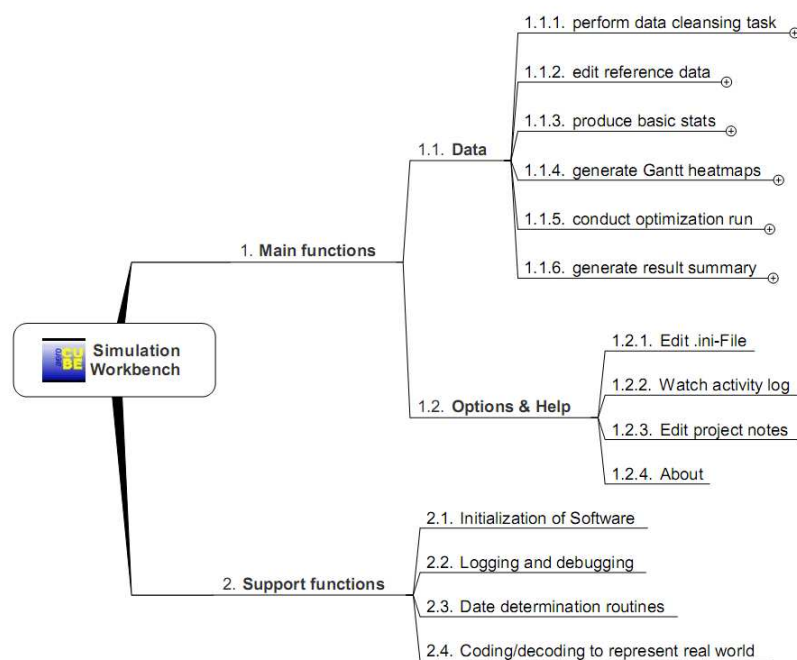 1.1.1. perform data cleansing task
1.1.2. edit reference data
1.1.3. produce basic stats
1.1. Data
1.1.4. generate Gantt heatmaps
1.1.5. conduct optimization run
1. Main functions
1.1.6. generate result summary
CU
BE
Simulation
Workbench
1.2.1. Edit .ini-File
1.2.2. Watch activity log
1.2. Options & Help
1.2.3. Edit project notes
1.2.4. About
2.1. Initialization of Software
2.2. Logging and debugging
2. Support functions
2.3. Date determination routines
2.4. Coding/decoding to represent real world